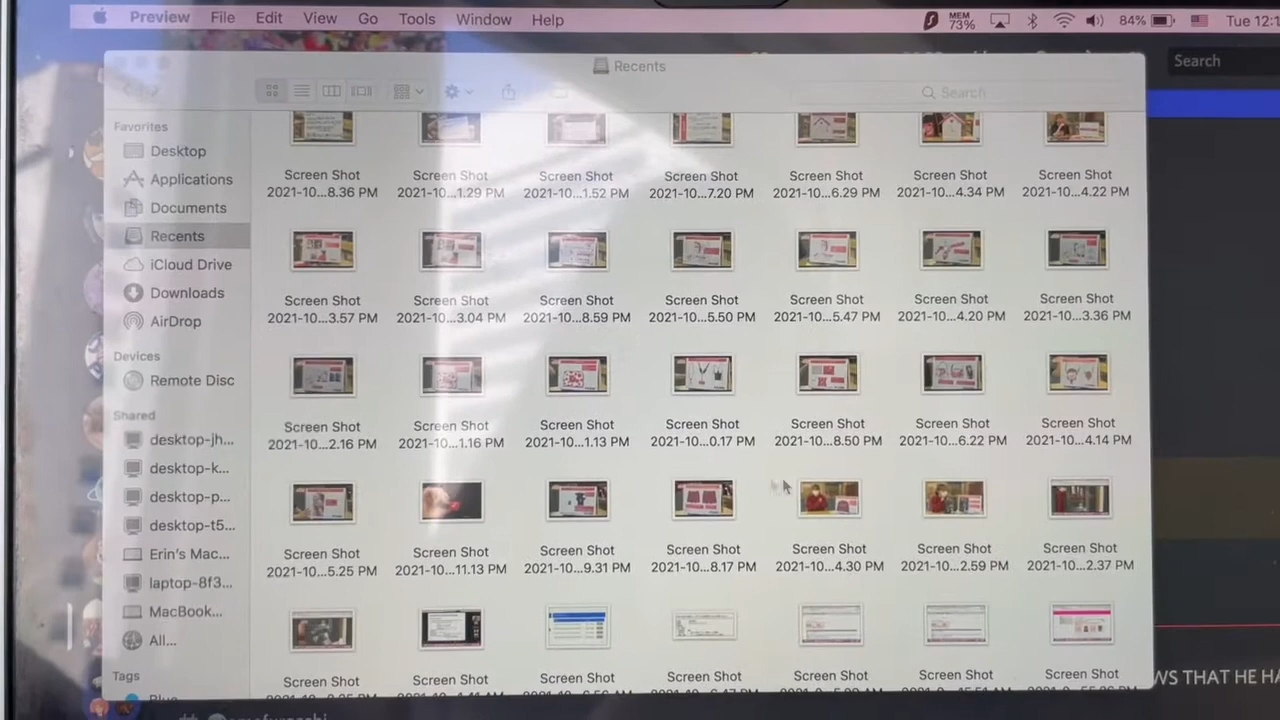 Preview File Edit View Go Tools Window Help MEM 73% 84% Tue 12:1
Recents
Search
Search
Favorites
Desktop
Applications
Documents
Recents
iCloud Drive
Downloads
AirDrop
Devices
Remote Disc
Shared
desktop-jh...
desktop-k...
desktop-p...
desktop-t5...
Erin's Mac...
laptop-8f3...
MacBook...
All...
Tags
Blue
Screen Shot Screen Shot Screen Shot Screen Shot Screen Shot Screen Shot Screen Shot
2021-10...8.36 PM 2021-10...1.29 PM 2021-10...1.52 PM 2021-10...7.20 PM 2021-10...6.29 PM 2021-10...4.34 PM 2021-10...4.22 PM
Screen Shot Screen Shot Screen Shot Screen Shot Screen Shot Screen Shot Screen Shot
2021-10...3.57 PM 2021-10...3.04 PM 2021-10...8.59 PM 2021-10...5.50 PM 2021-10...5.47 PM 2021-10...4.20 PM 2021-10...3.36 PM
Screen Shot Screen Shot Screen Shot Screen Shot Screen Shot Screen Shot Screen Shot
2021-10...2.16 PM 2021-10...1.16 PM 2021-10...1.13 PM 2021-10...0.17 PM 2021-10...8.50 PM 2021-10...6.22 PM 2021-10...4.14 PM
Screen Shot Screen Shot Screen Shot Screen Shot Screen Shot Screen Shot Screen Shot
2021-10...5.25 PM 2021-10...11.13 PM 2021-10...9.31 PM 2021-10...8.17 PM 2021-10...4.30 PM 2021-10...2.59 PM 2021-10...2.37 PM
Screen Shot Screen Shot Screen Shot Screen Shot Screen Shot Screen Shot Screen Shot
WS THAT HE HA